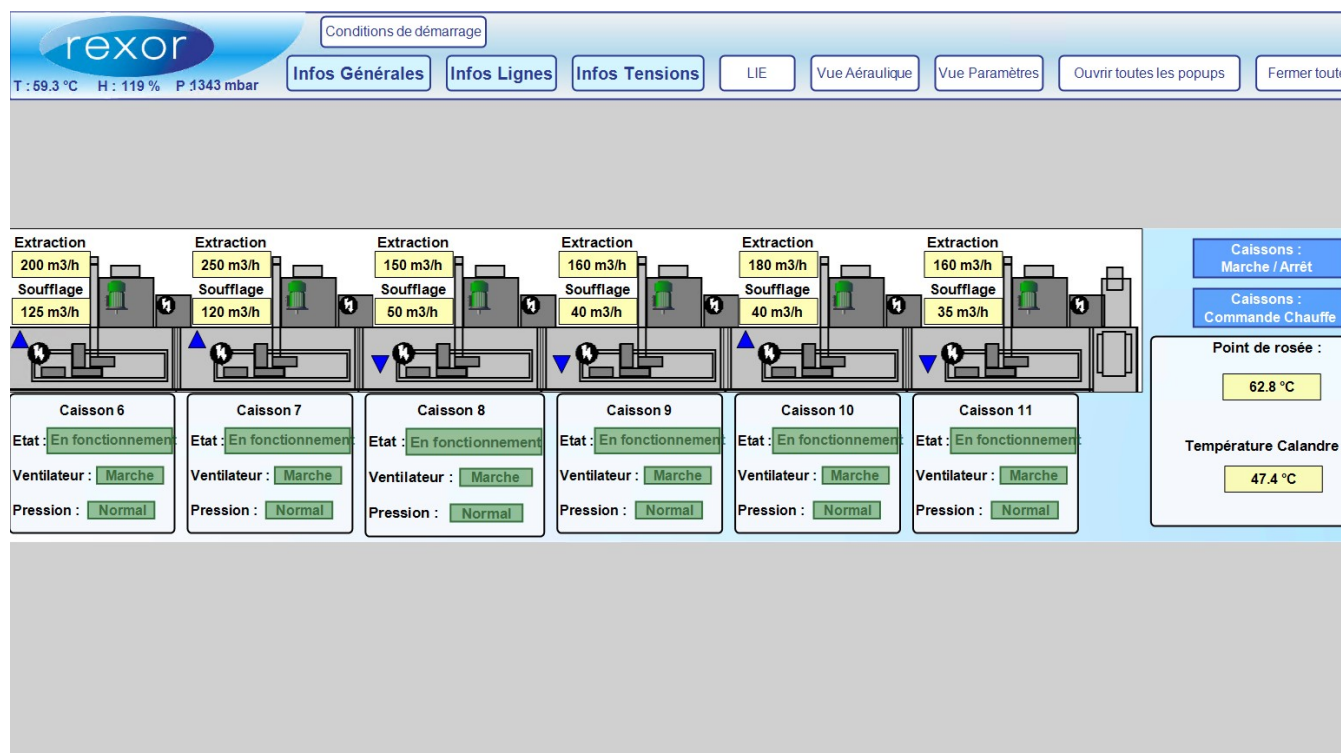 Conditions de démarrage
rexor
Infos Générales Infos Lignes Infos Tensions LIE Vue Aéraulique Vue Paramètres Ouvrir toutes les popups Fermer toute
T : 59.3 °C H : 119 % P :1343 mbar
Extraction Extraction Extraction Extraction Extraction Extraction
200 m3/h 250 m3/h 150 m3/h 160 m3/h 180 m3/h 160 m3/h
Soufflage Soufflage Soufflage Soufflage Soufflage Soufflage
125 m3/h 120 m3/h 50 m3/h 40 m3/h 40 m3/h 35 m3/h
Caissons :
Marche / Arrêt
Caissons :
Commande Chauffe
Point de rosée :
62.8 °C
Température Calandre
47.4 °C
Caisson 6
Etat : En fonctionnement
Ventilateur : Marche
Pression : Normal
Caisson 7
Etat : En fonctionnement
Ventilateur : Marche
Pression : Normal
Caisson 8
Etat : En fonctionnement
Ventilateur : Marche
Pression : Normal
Caisson 9
Etat : En fonctionnemen
Ventilateur : Marche
Pression : Normal
Caisson 10
Etat : En fonctionnemen
Ventilateur : Marche
Pression : Normal
Caisson 11
Etat : En fonctionnement
Ventilateur : Marche
Pression : Normal